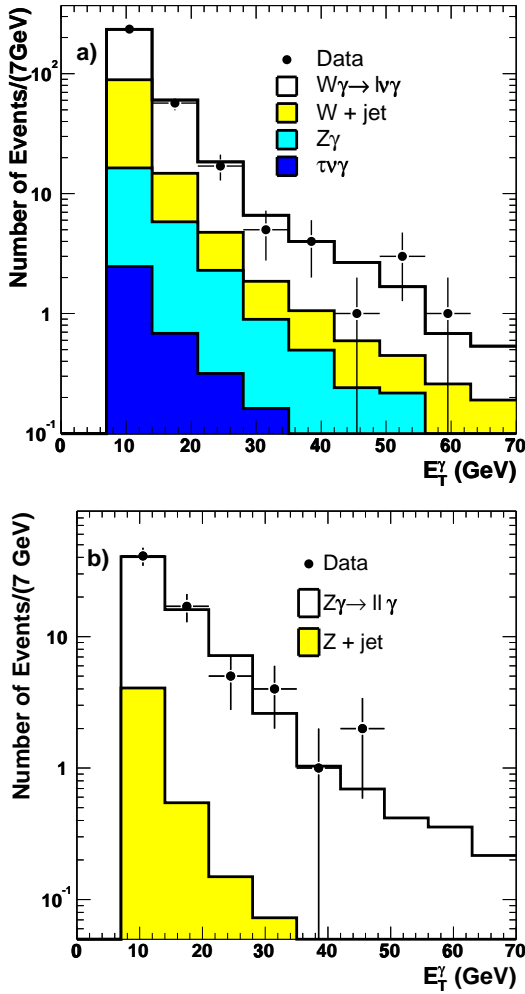 a)
Data
Wγ→ lνγ
W + jet
Zγ
τνγ
Number of Events/(7GeV)
10²
10
1
10⁻¹
0 10 20 30 40 50 60 70
E_T^γ (GeV)
b)
Data
Zγ→ ll γ
Z + jet
Number of Events/(7 GeV)
10
1
10⁻¹
0 10 20 30 40 50 60 70
E_T^γ (GeV)